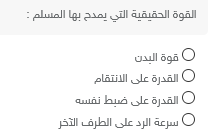 القوة الحقيقية التي يمدح بها المسلم :
قوة البدن
القدرة على الانتقام
القدرة على ضبط نفسه
سرعة الرد على الطرف الآخر